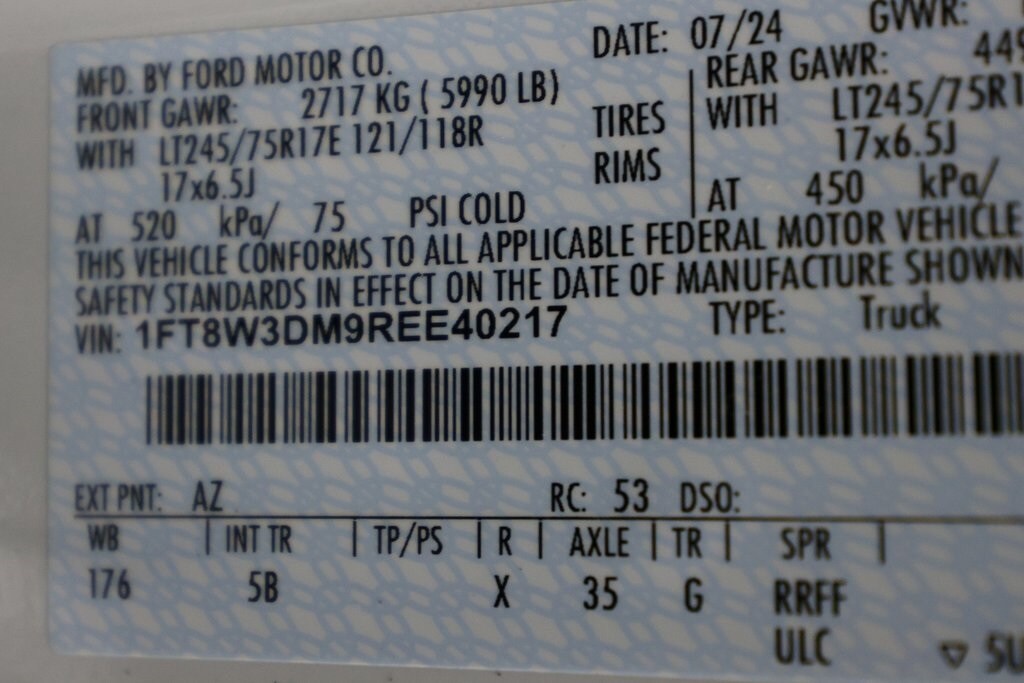 MFD. BY FORD MOTOR CO. DATE: 07/24 GVWR:
FRONT GAWR: 2717 KG ( 5990 LB) REAR GAWR: 449
WITH LT245/75R17E 121/118R TIRES WITH LT245/75R1
17x6.5J RIMS 17x6.5J
AT 520 kPa/ 75 PSI COLD AT 450 kPa/
THIS VEHICLE CONFORMS TO ALL APPLICABLE FEDERAL MOTOR VEHICLE
SAFETY STANDARDS IN EFFECT ON THE DATE OF MANUFACTURE SHOWN
VIN: 1FT8W3DM9REE40217 TYPE: Truck
EXT PNT: AZ RC: 53 DSO:
WB | INT TR | TP/PS | R | AXLE | TR | SPR |
176 5B X 35 G RRFF
ULC ▽ 5U